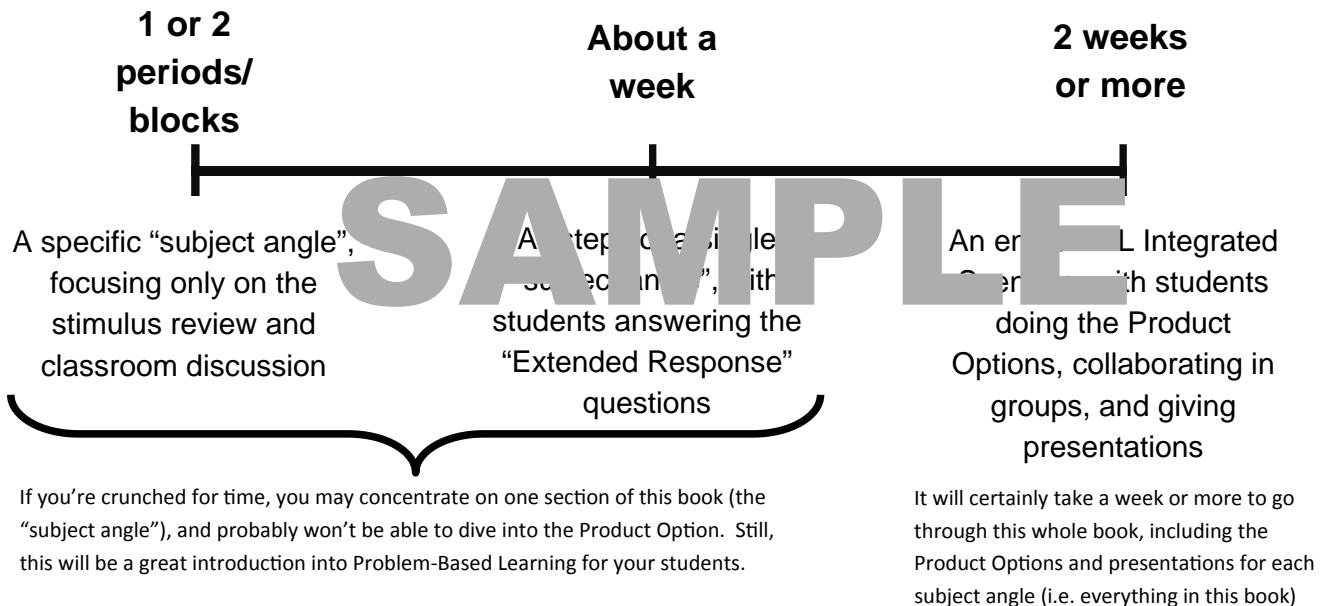 1 or 2
periods/
blocks
About a
week
2 weeks
or more
SAMPLE
A specific “subject angle”,
focusing only on the
stimulus review and
classroom discussion
a single
“subject angle”, with
students answering the
“Extended Response”
questions
An Integrated
with students
doing the Product
Options, collaborating in
groups, and giving
presentations
If you’re crunched for time, you may concentrate on one section of this book (the
“subject angle”), and probably won’t be able to dive into the Product Option.  Still,
this will be a great introduction into Problem-Based Learning for your students.
It will certainly take a week or more to go
through this whole book, including the
Product Options and presentations for each
subject angle (i.e. everything in this book)